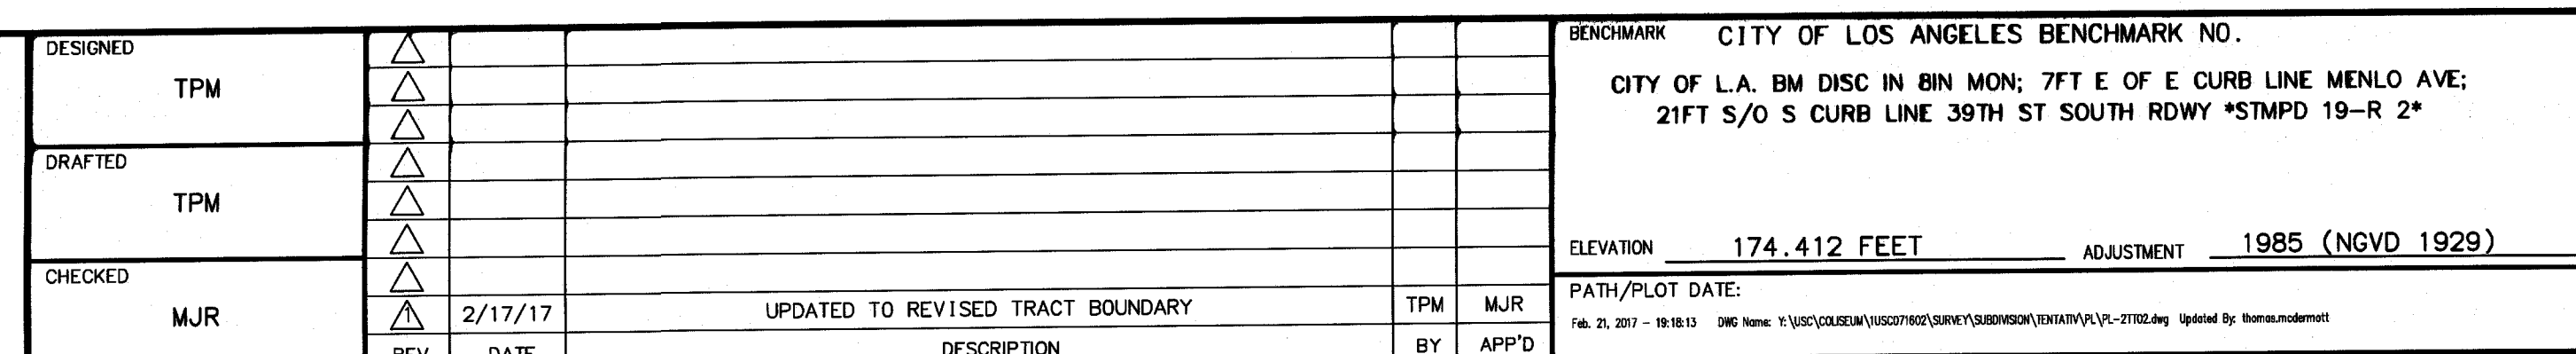 DESIGNED
TPM
DRAFTED
TPM
CHECKED
MJR
1 2/17/17 UPDATED TO REVISED TRACT BOUNDARY TPM MJR
REV DATE DESCRIPTION BY APP'D
BENCHMARK CITY OF LOS ANGELES BENCHMARK NO.
CITY OF L.A. BM DISC IN 8IN MON; 7FT E OF E CURB LINE MENLO AVE;
21FT S/O S CURB LINE 39TH ST SOUTH RDWY *STMPD 19-R 2*
ELEVATION 174.412 FEET ADJUSTMENT 1985 (NGVD 1929)
PATH/PLOT DATE:
Feb. 21, 2017 - 19:18:13 DWG Name: Y:\USC\COLISEUM\1USC071602\SURVEY\SUBDIVISION\TENTATIV\PL\PL-2TT02.dwg Updated By: thomas.mcdermott